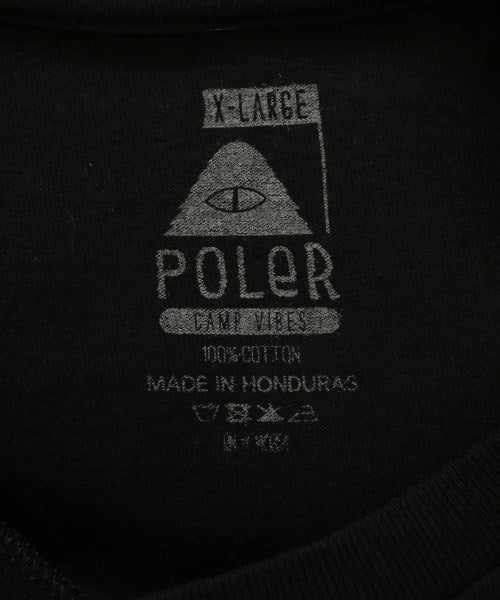 X-LARGE
POLeR
CAMP VIBES
100% COTTON
MADE IN HONDURAS